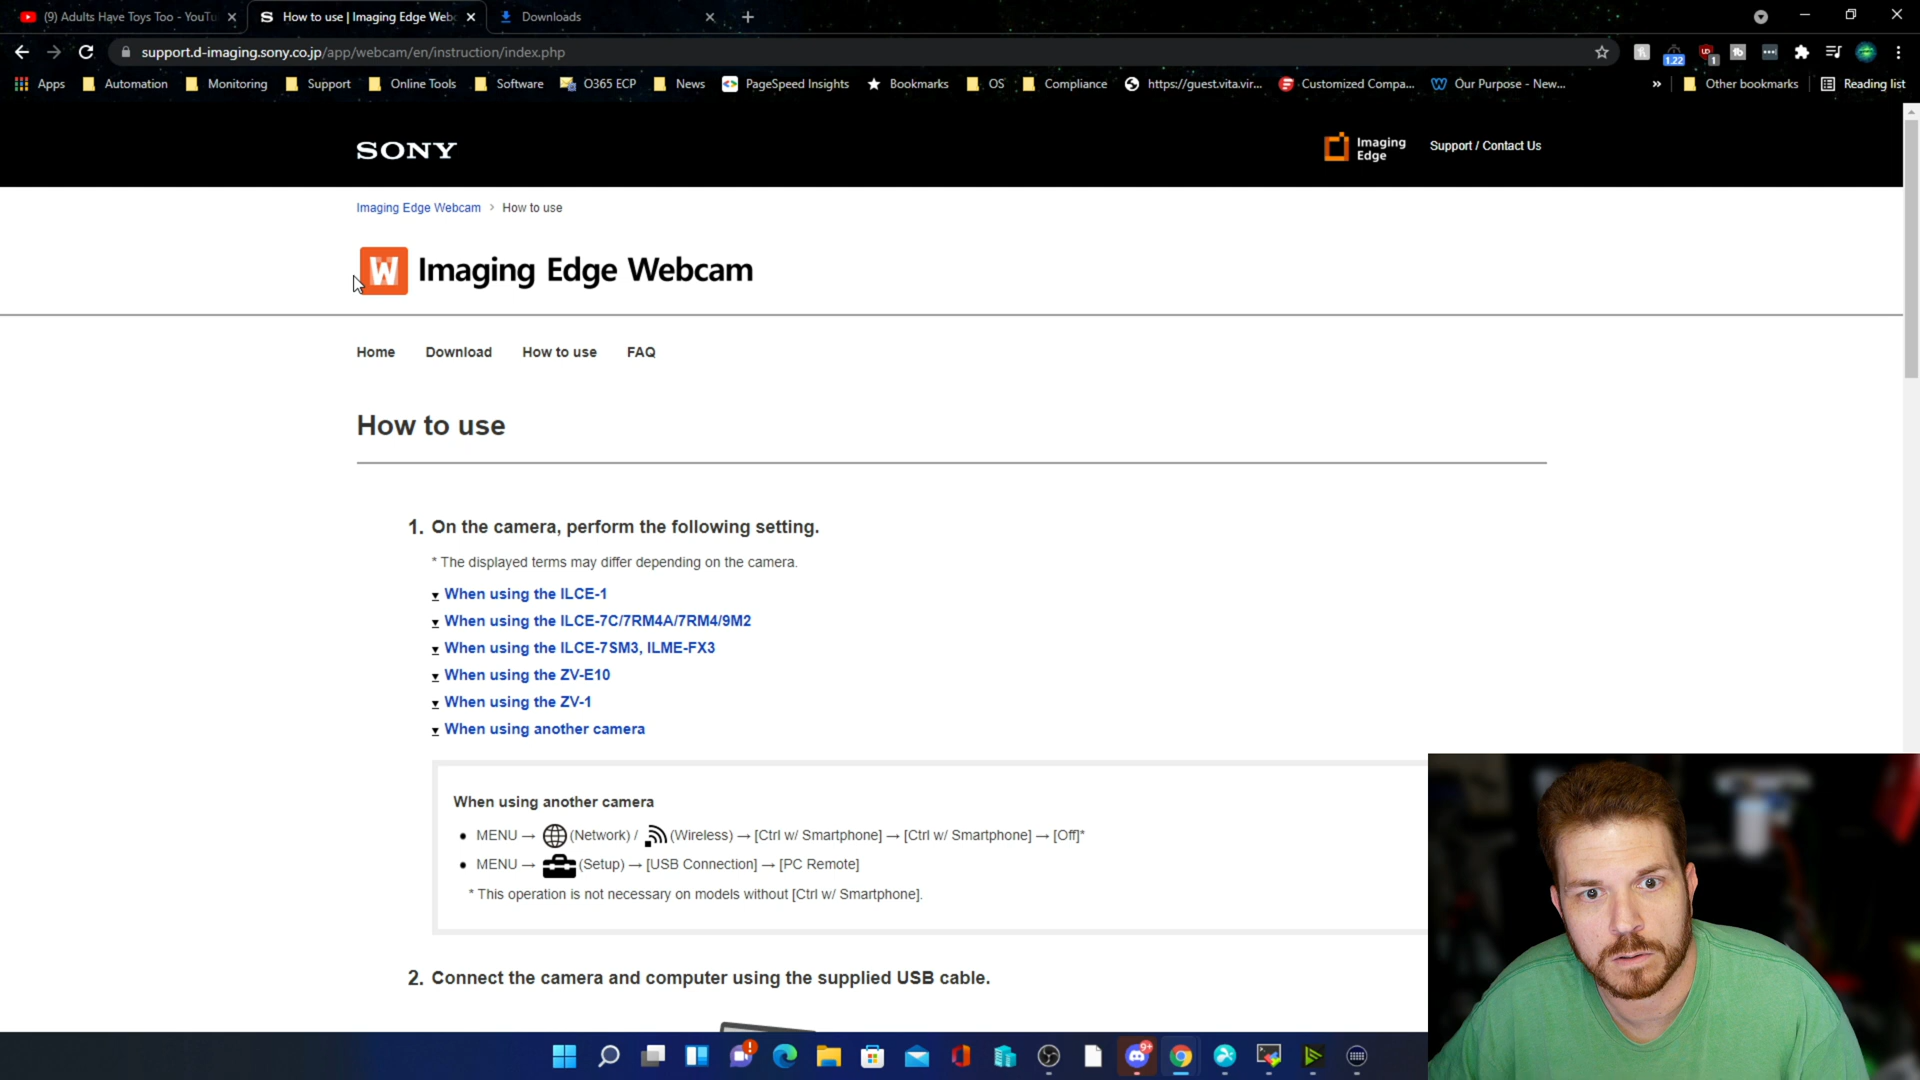 (9) Adults Have Toys Too - YouTu
How to use | Imaging Edge Webc
Downloads
support.d-imaging.sony.co.jp/app/webcam/en/instruction/index.php
1.22
1
Apps
Automation
Monitoring
Support
Online Tools
Software
O365 ECP
News
PageSpeed Insights
Bookmarks
OS
Compliance
https://guest.vita.vir...
Customized Compa...
Our Purpose - New...
»
Other bookmarks
Reading list
SONY
Imaging Edge
Support / Contact Us
Imaging Edge Webcam > How to use
W Imaging Edge Webcam
Home
Download
How to use
FAQ
How to use
1. On the camera, perform the following setting.
* The displayed terms may differ depending on the camera.
When using the ILCE-1
When using the ILCE-7C/7RM4A/7RM4/9M2
When using the ILCE-7SM3, ILME-FX3
When using the ZV-E10
When using the ZV-1
When using another camera
When using another camera
• MENU → (Network) / (Wireless) → [Ctrl w/ Smartphone] → [Ctrl w/ Smartphone] → [Off]*
• MENU → (Setup) → [USB Connection] → [PC Remote]
* This operation is not necessary on models without [Ctrl w/ Smartphone].
2. Connect the camera and computer using the supplied USB cable.
9+